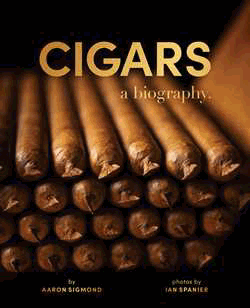 CIGARS
a biography.
by
AARON SIGMOND
photos by
IAN SPANIER